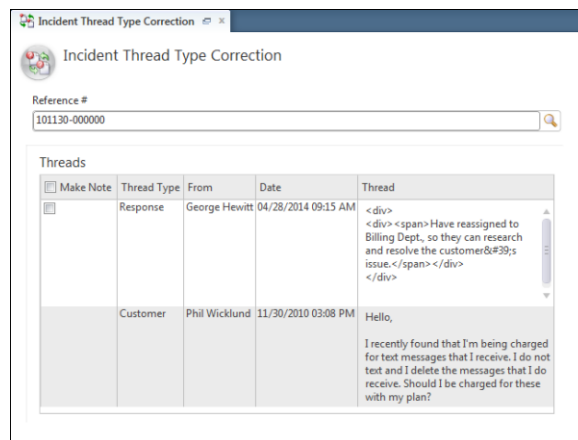 Incident Thread Type Correction
Incident Thread Type Correction
Reference #
101130-000000
Threads
Make Note Thread Type From Date Thread
Response George Hewitt 04/28/2014 09:15 AM <div>
<div><span>Have reassigned to
Billing Dept., so they can research
and resolve the customer&#39;s
issue.</span></div>
</div>
Customer Phil Wicklund 11/30/2010 03:08 PM Hello,
I recently found that I'm being charged
for text messages that I receive. I do not
text and I delete the messages that I do
receive. Should I be charged for these
with my plan?